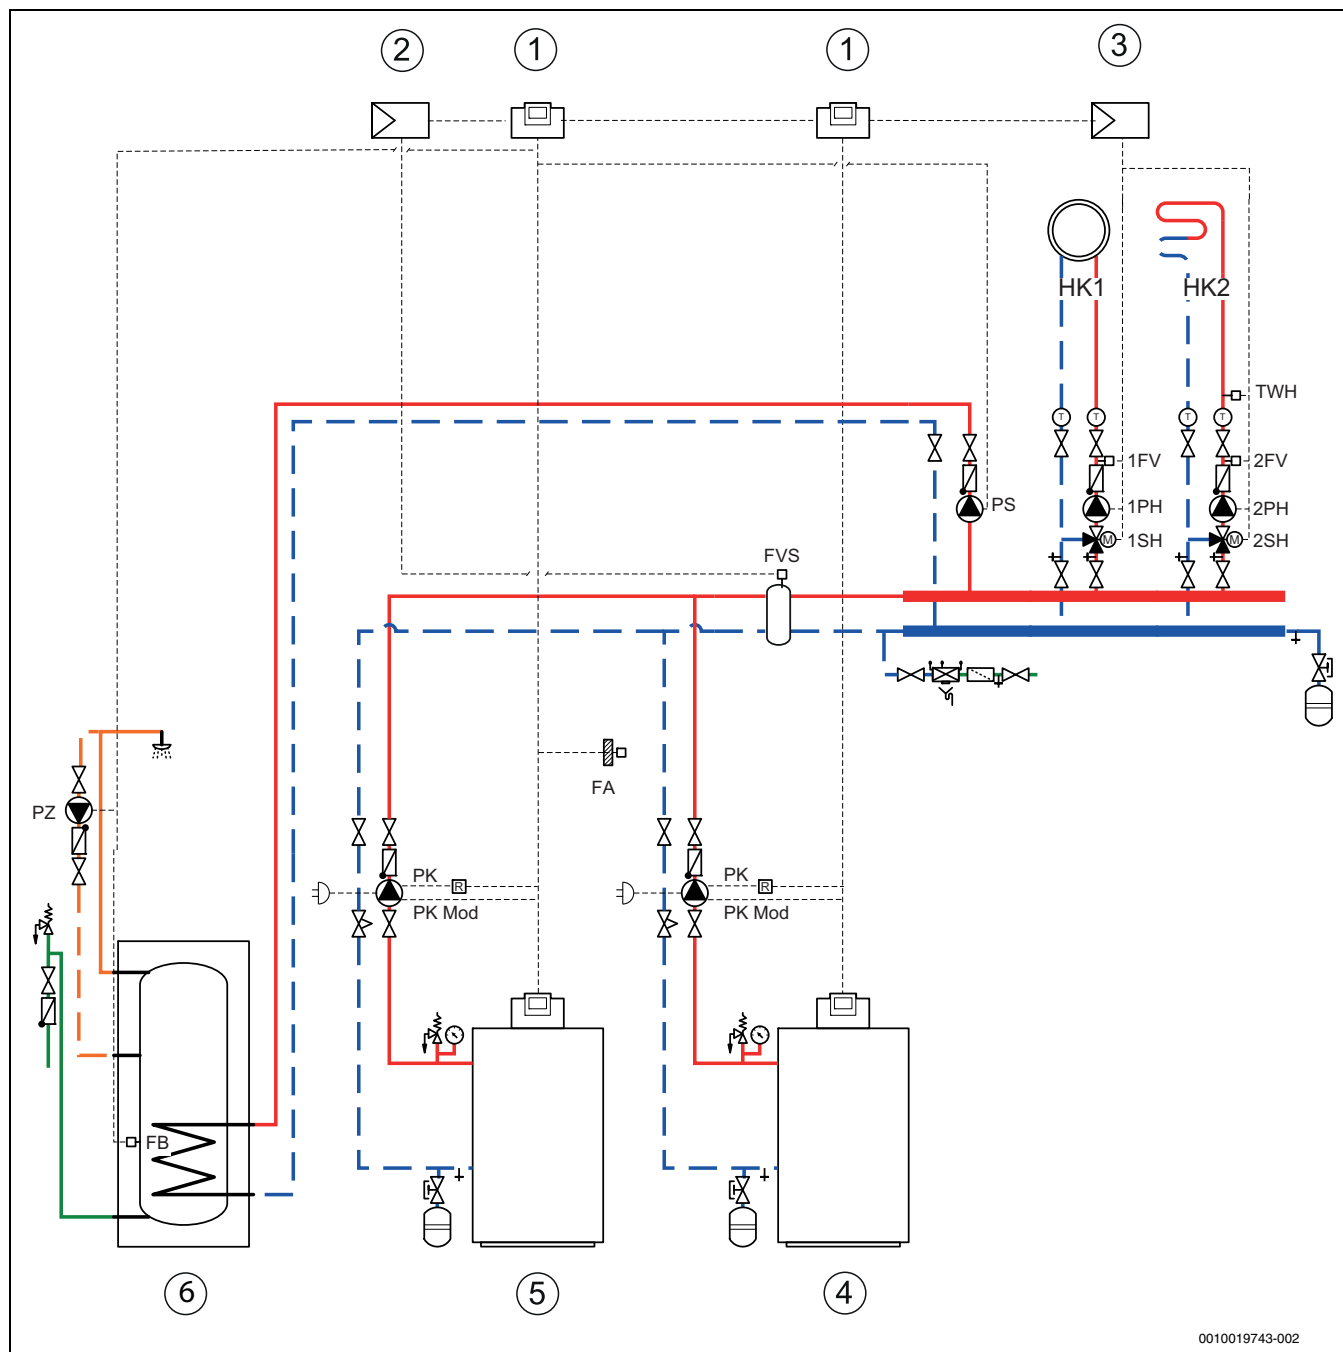 2 1 1 3
HK1 HK2
TWH
T T T T
1FV 2FV
PS 1PH 2PH
M 1SH M 2SH
FVS
FA
PZ
PK R PK R
PK Mod PK Mod
FB
6 5 4
0010019743-002